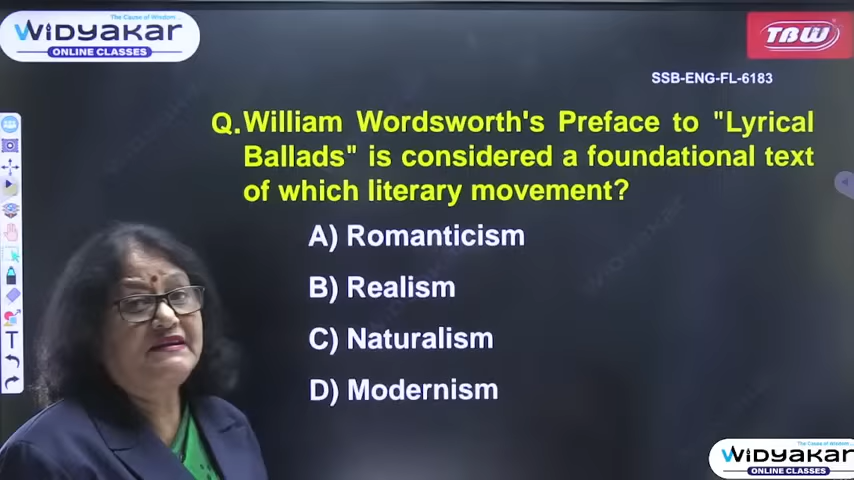 The Cause of Wisdom...
WIDYAKAR
ONLINE CLASSES
TBW
SSB-ENG-FL-6183
Q. William Wordsworth's Preface to "Lyrical
Ballads" is considered a foundational text
of which literary movement?
A) Romanticism
B) Realism
C) Naturalism
D) Modernism
The Cause of Wisdom...
WIDYAKAR
ONLINE CLASSES